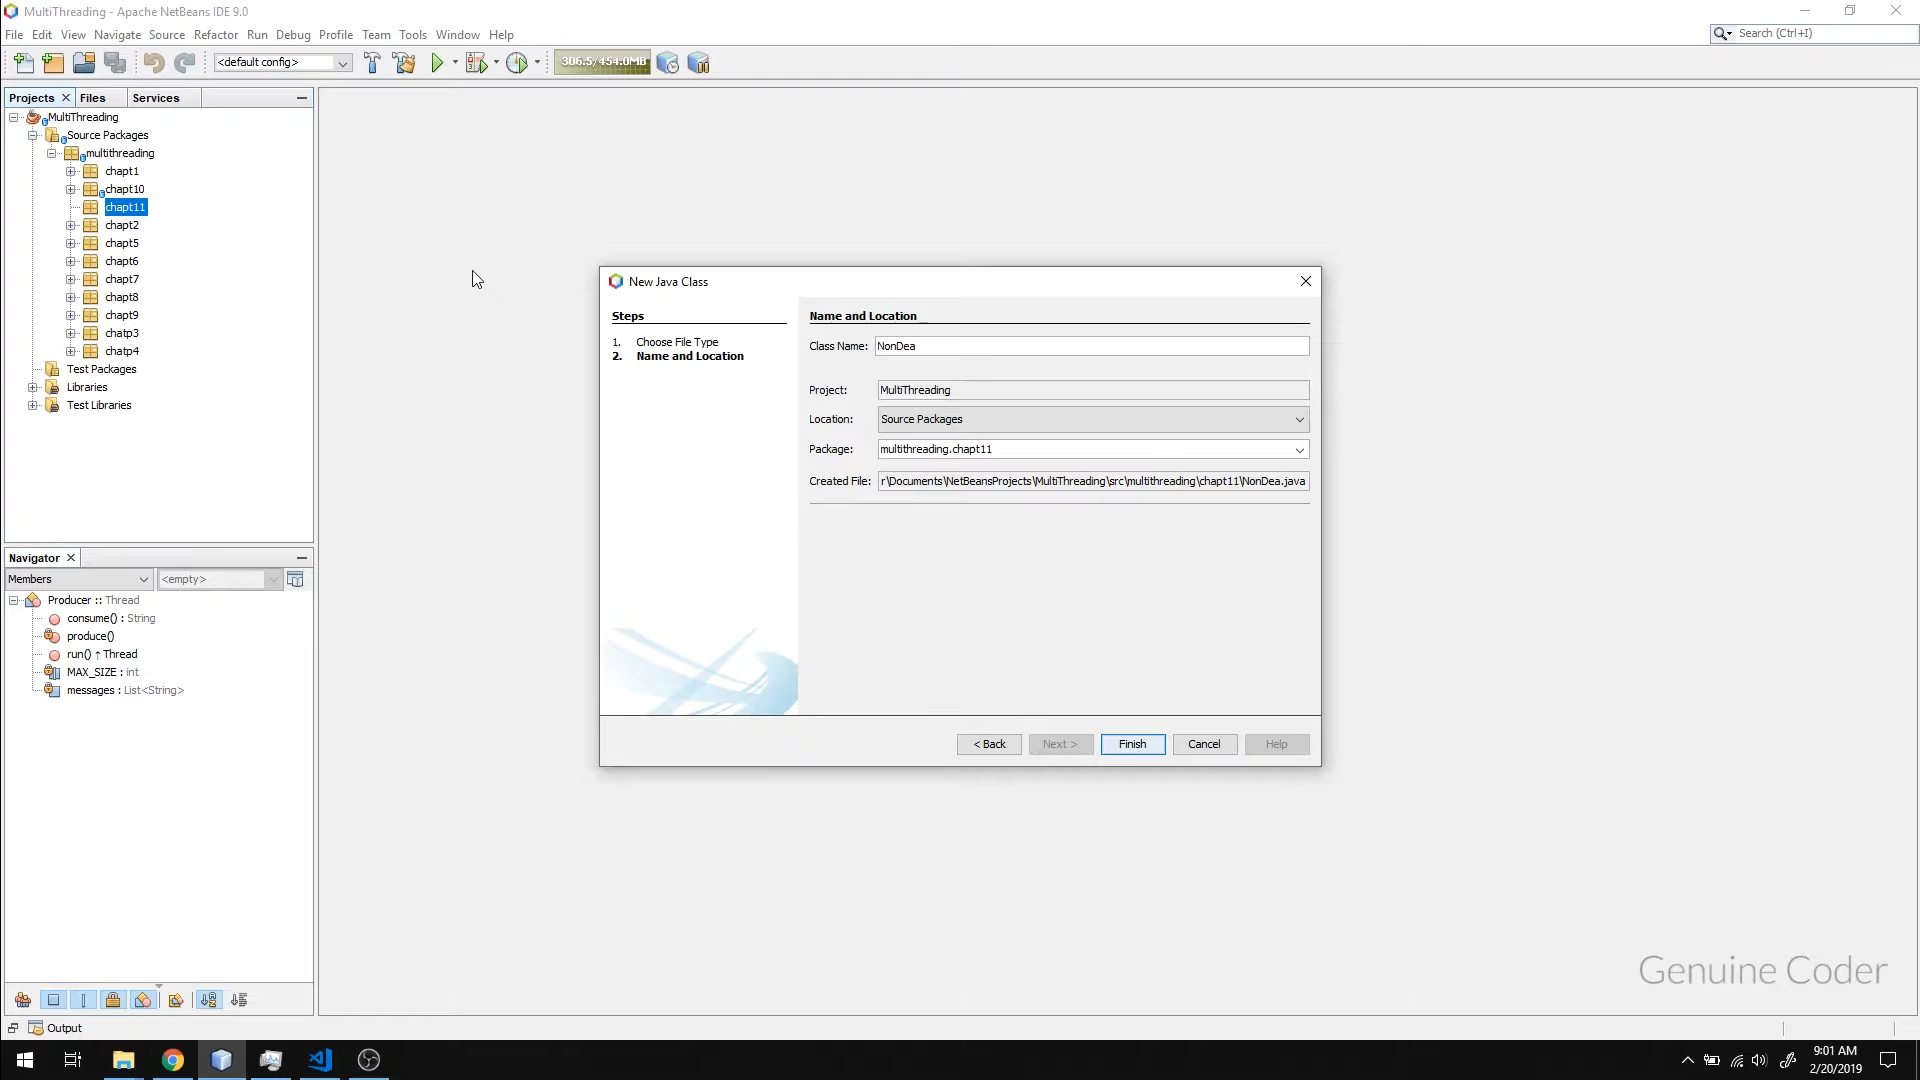 MultiThreading - Apache NetBeans IDE 9.0
File Edit View Navigate Source Refactor Run Debug Profile Team Tools Window Help
Search (Ctrl+I)
<default config>
306.5/454.0MB
Projects Files Services
MultiThreading
Source Packages
multithreading
chapt1
chapt10
chapt11
chapt2
chapt5
chapt6
chapt7
chapt8
chapt9
chatp3
chatp4
Test Packages
Libraries
Test Libraries
New Java Class
Steps
1. Choose File Type
2. Name and Location
Name and Location
Class Name: NonDea
Project: MultiThreading
Location: Source Packages
Package: multithreading.chapt11
Created File: r\Documents\NetBeansProjects\MultiThreading\src\multithreading\chapt11\NonDea.java
< Back Next > Finish Cancel Help
Navigator
Members <empty>
Producer :: Thread
consume() : String
produce()
run() ↑ Thread
MAX_SIZE : int
messages : List<String>
Genuine Coder
Output
9:01 AM
2/20/2019